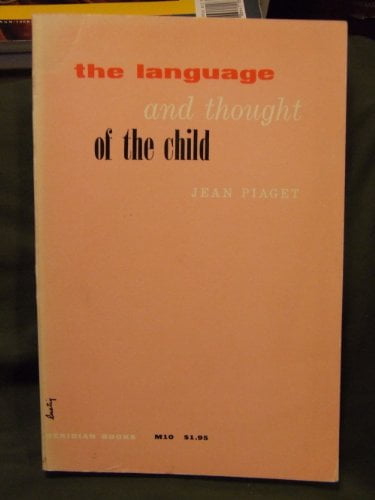 the language
and thought
of the child
JEAN PIAGET
MERIDIAN BOOKS M10 $1.95